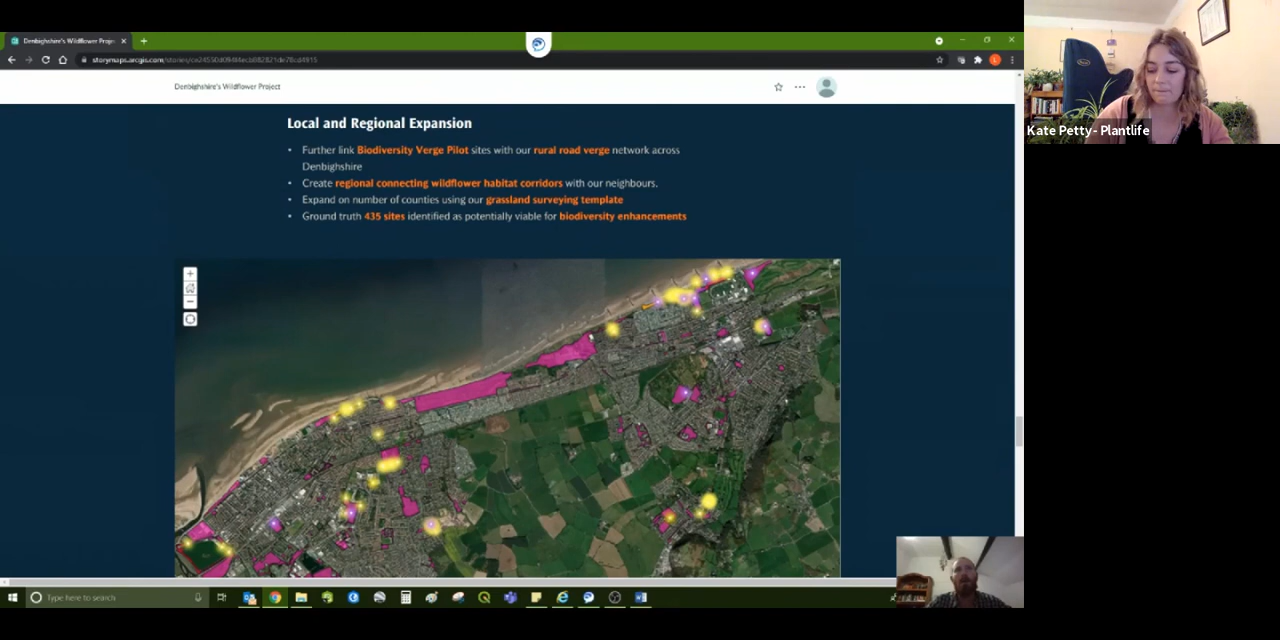 Denbighshire's Wildflower Proje
Denbighshire's Wildflower Project
Local and Regional Expansion
• Further link Biodiversity Verge Pilot sites with our rural road verge network across
Denbighshire
• Create regional connecting wildflower habitat corridors with our neighbours.
• Expand on number of counties using our grassland surveying template
• Ground truth 435 sites identified as potentially viable for biodiversity enhancements
Type here to search
Kate Petty - Plantlife